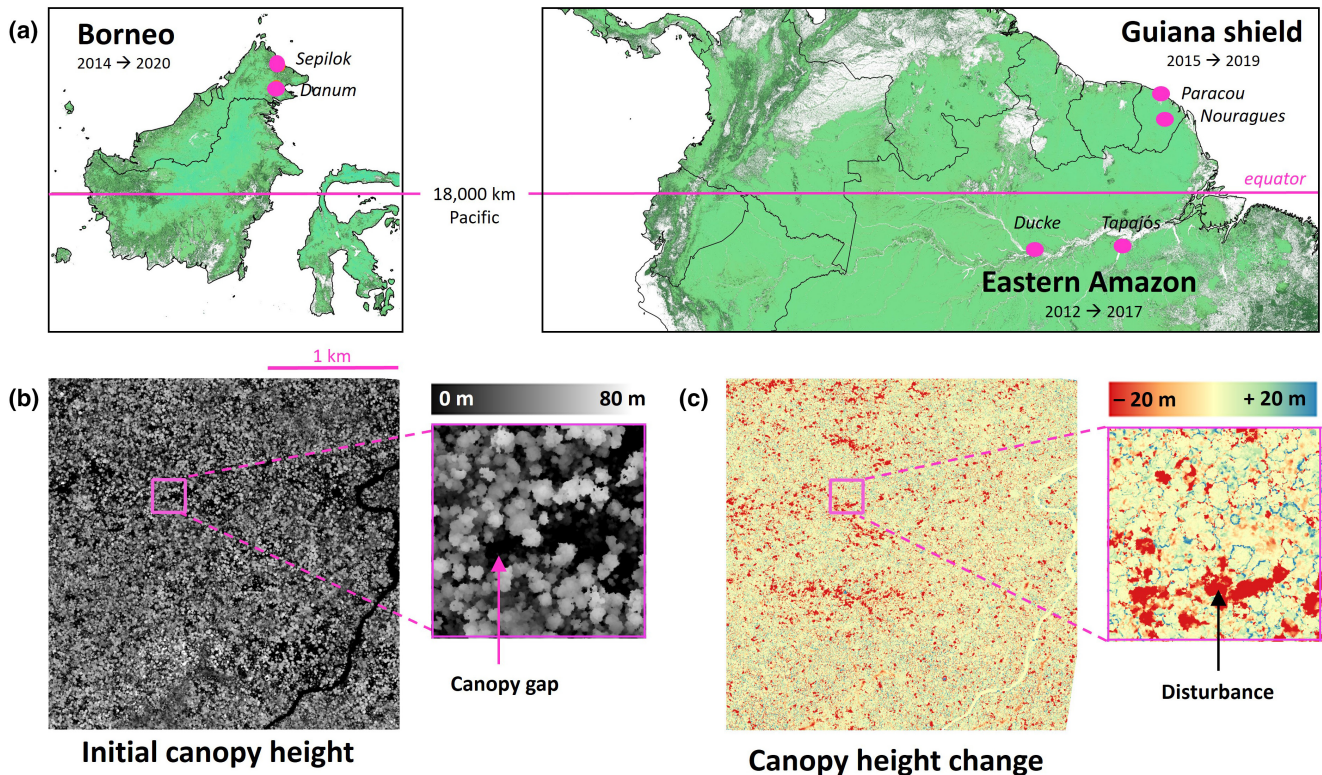 (a)
Borneo
2014 → 2020
Sepilok
Danum
18,000 km
Pacific
Guiana shield
2015 → 2019
Paracou
Nouragues
equator
Ducke
Tapajós
Eastern Amazon
2012 → 2017
1 km
(b)
0 m 80 m
Canopy gap
Initial canopy height
(c)
– 20 m + 20 m
Disturbance
Canopy height change